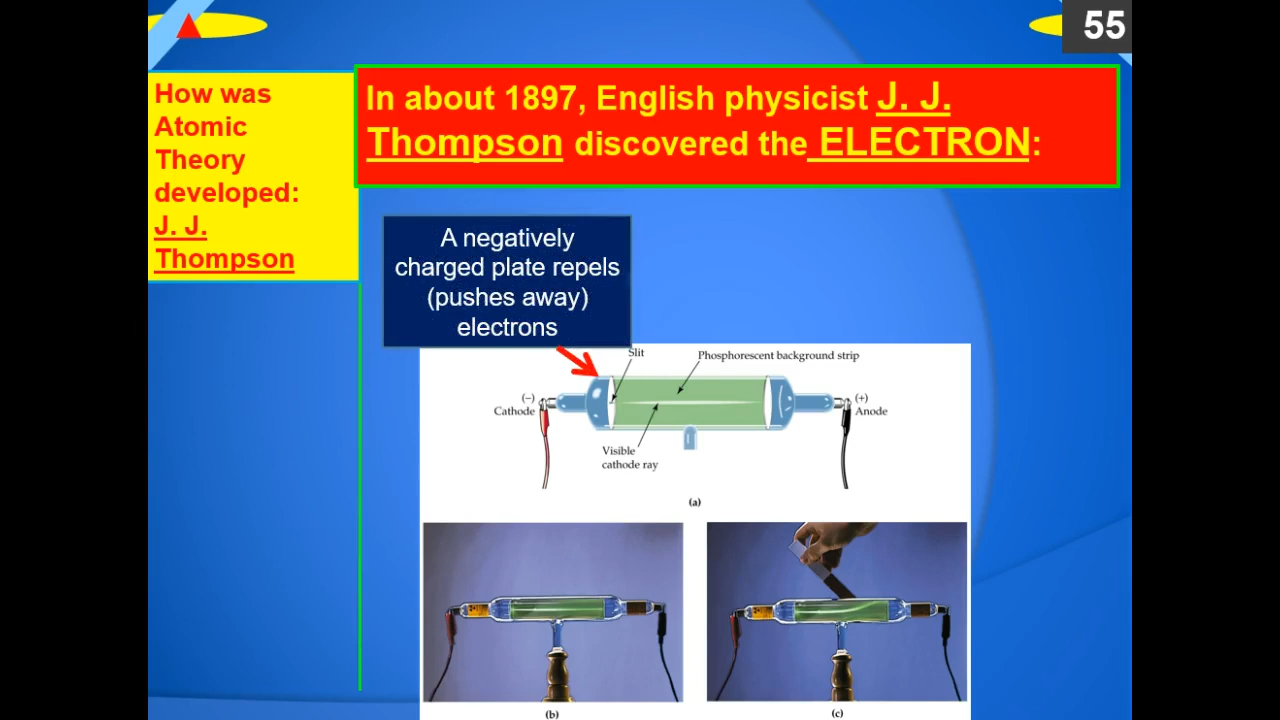 55
How was
Atomic
Theory
developed:
J. J.
Thompson
In about 1897, English physicist J. J.
Thompson discovered the ELECTRON:
A negatively
charged plate repels
(pushes away)
electrons
Slit
Phosphorescent background strip
(−)
Cathode
(+)
Anode
Visible
cathode ray
(a)
(b)
(c)